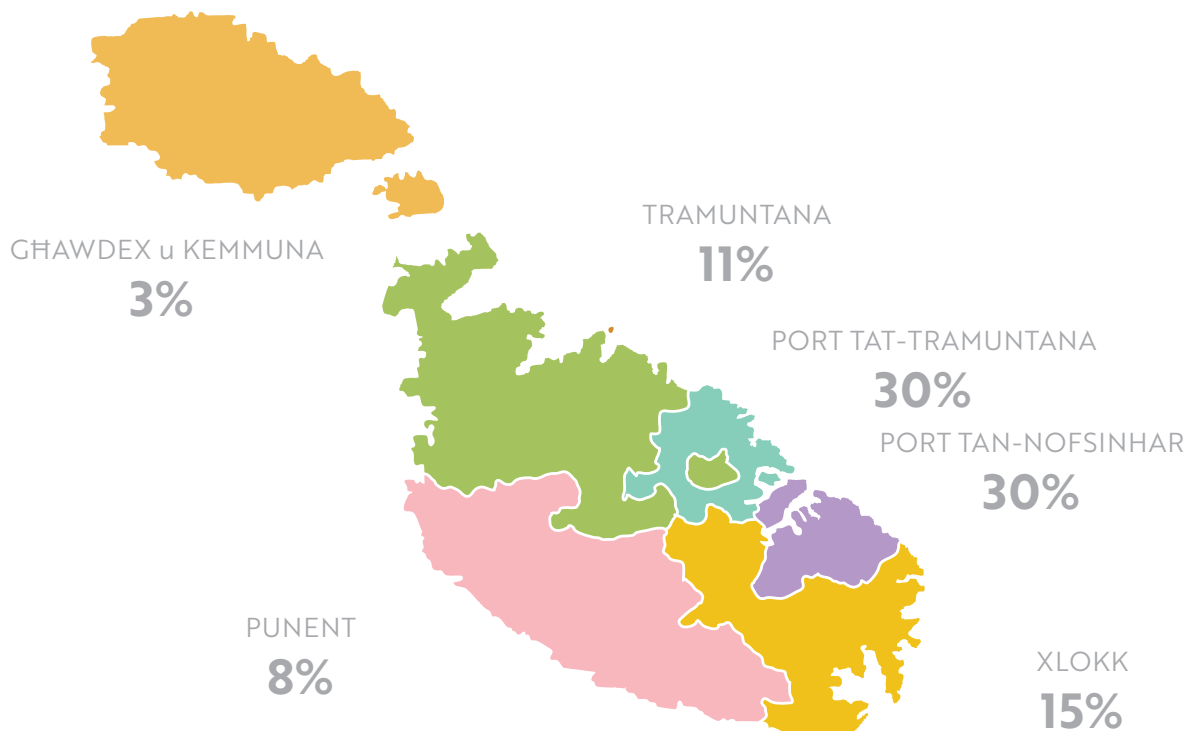 TRAMUNTANA
11%
GĦAWDEX u KEMMUNA
3%
PORT TAT-TRAMUNTANA
30%
PORT TAN-NOFSINHAR
30%
PUNENT
8%
XLOKK
15%